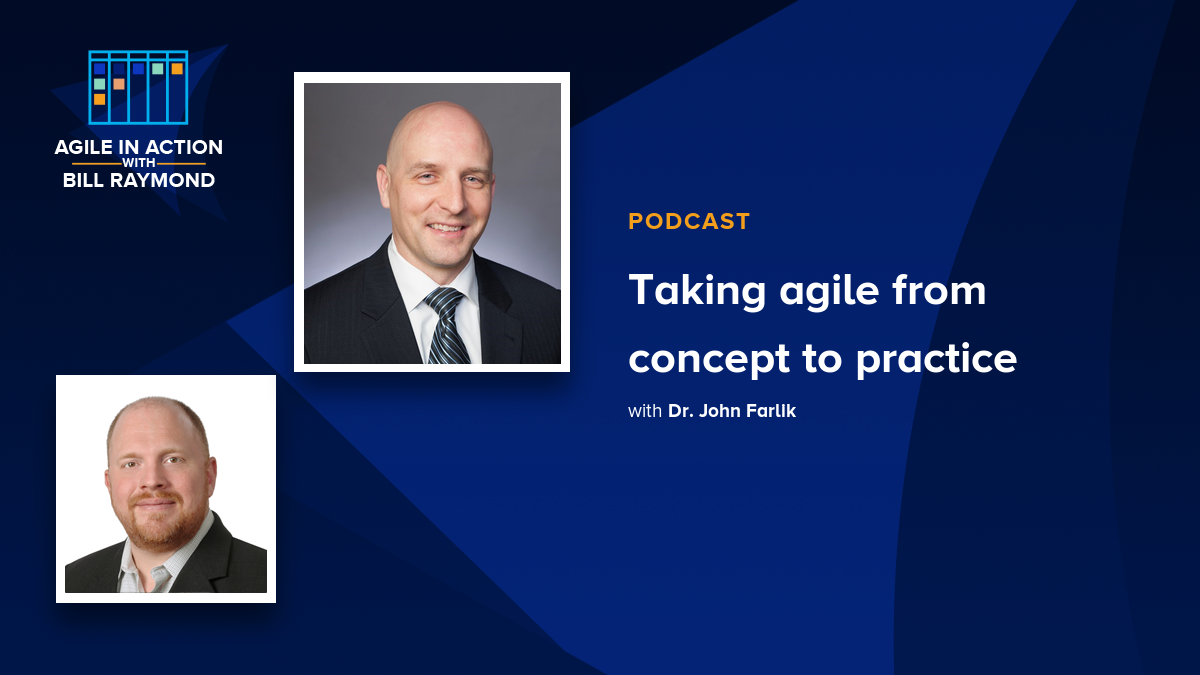 AGILE IN ACTION
WITH
BILL RAYMOND
PODCAST
Taking agile from
concept to practice
with Dr. John Farlik